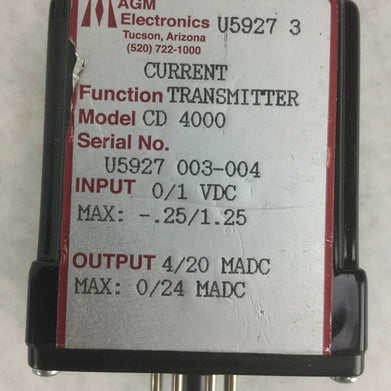 AGM
Electronics U5927 3
Tucson, Arizona
(520) 722-1000
CURRENT
Function TRANSMITTER
Model CD 4000
Serial No.
U5927 003-004
INPUT 0/1 VDC
MAX: -.25/1.25
OUTPUT 4/20 MADC
MAX: 0/24 MADC